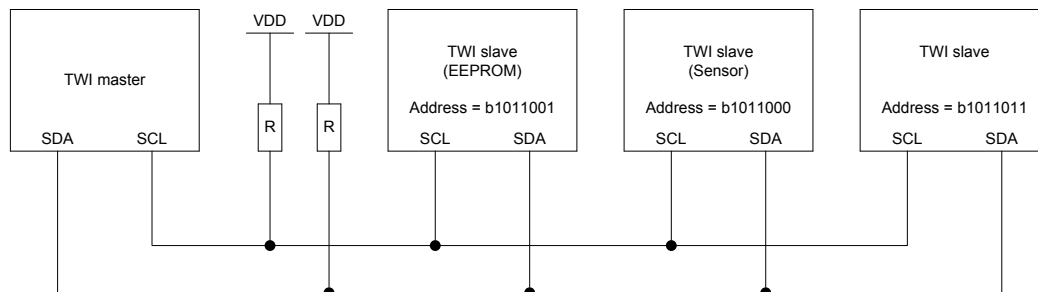 VDD VDD
TWI master
SDA SCL
R
R
TWI slave
(EEPROM)
Address = b1011001
SCL SDA
TWI slave
(Sensor)
Address = b1011000
SCL SDA
TWI slave
Address = b1011011
SCL SDA